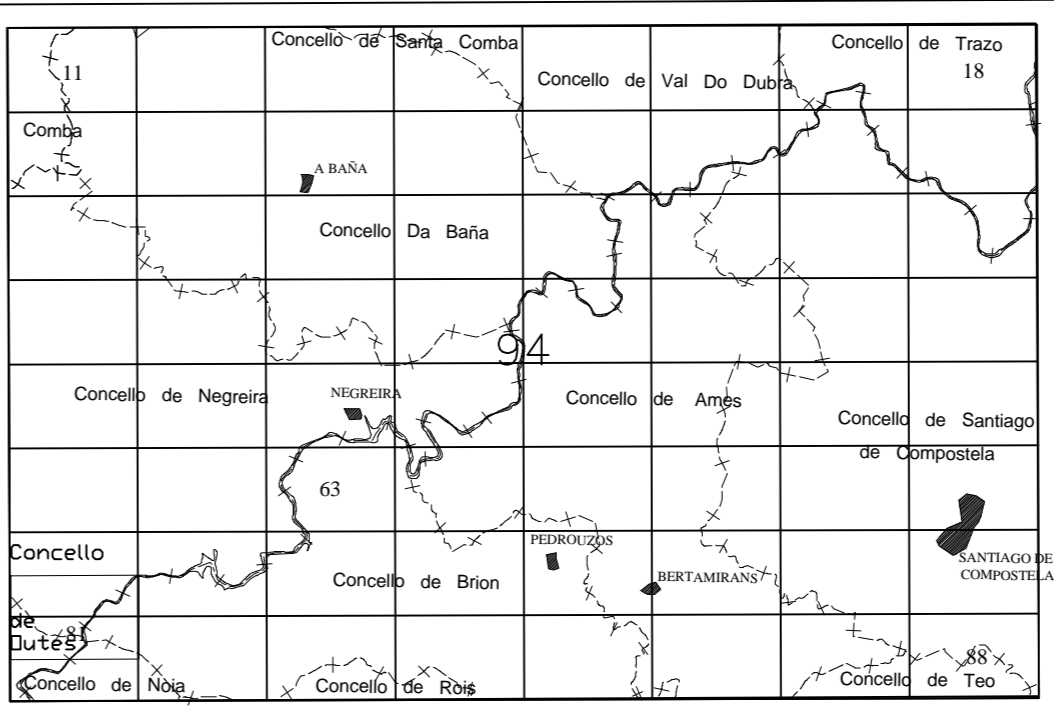 Concello de Santa Comba
Concello de Trazo
11
18
Concello de Val Do Dubra
Comba
A BAÑA
Concello Da Baña
94
Concello de Negreira
NEGREIRA
Concello de Ames
Concello de Santiago
de Compostela
63
PEDROUZOS
Concello
SANTIAGO DE
COMPOSTELA
Concello de Brion
BERTAMIRANS
de
Outes
81
88
Concello de Noia
Concello de Rois
Concello de Teo